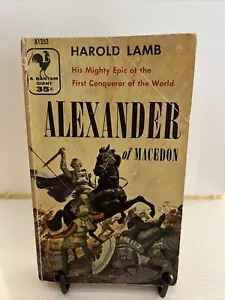 A1353
A BANTAM
GIANT
35¢
HAROLD LAMB
His Mighty Epic of the
First Conqueror of the World
ALEXANDER
of MACEDON